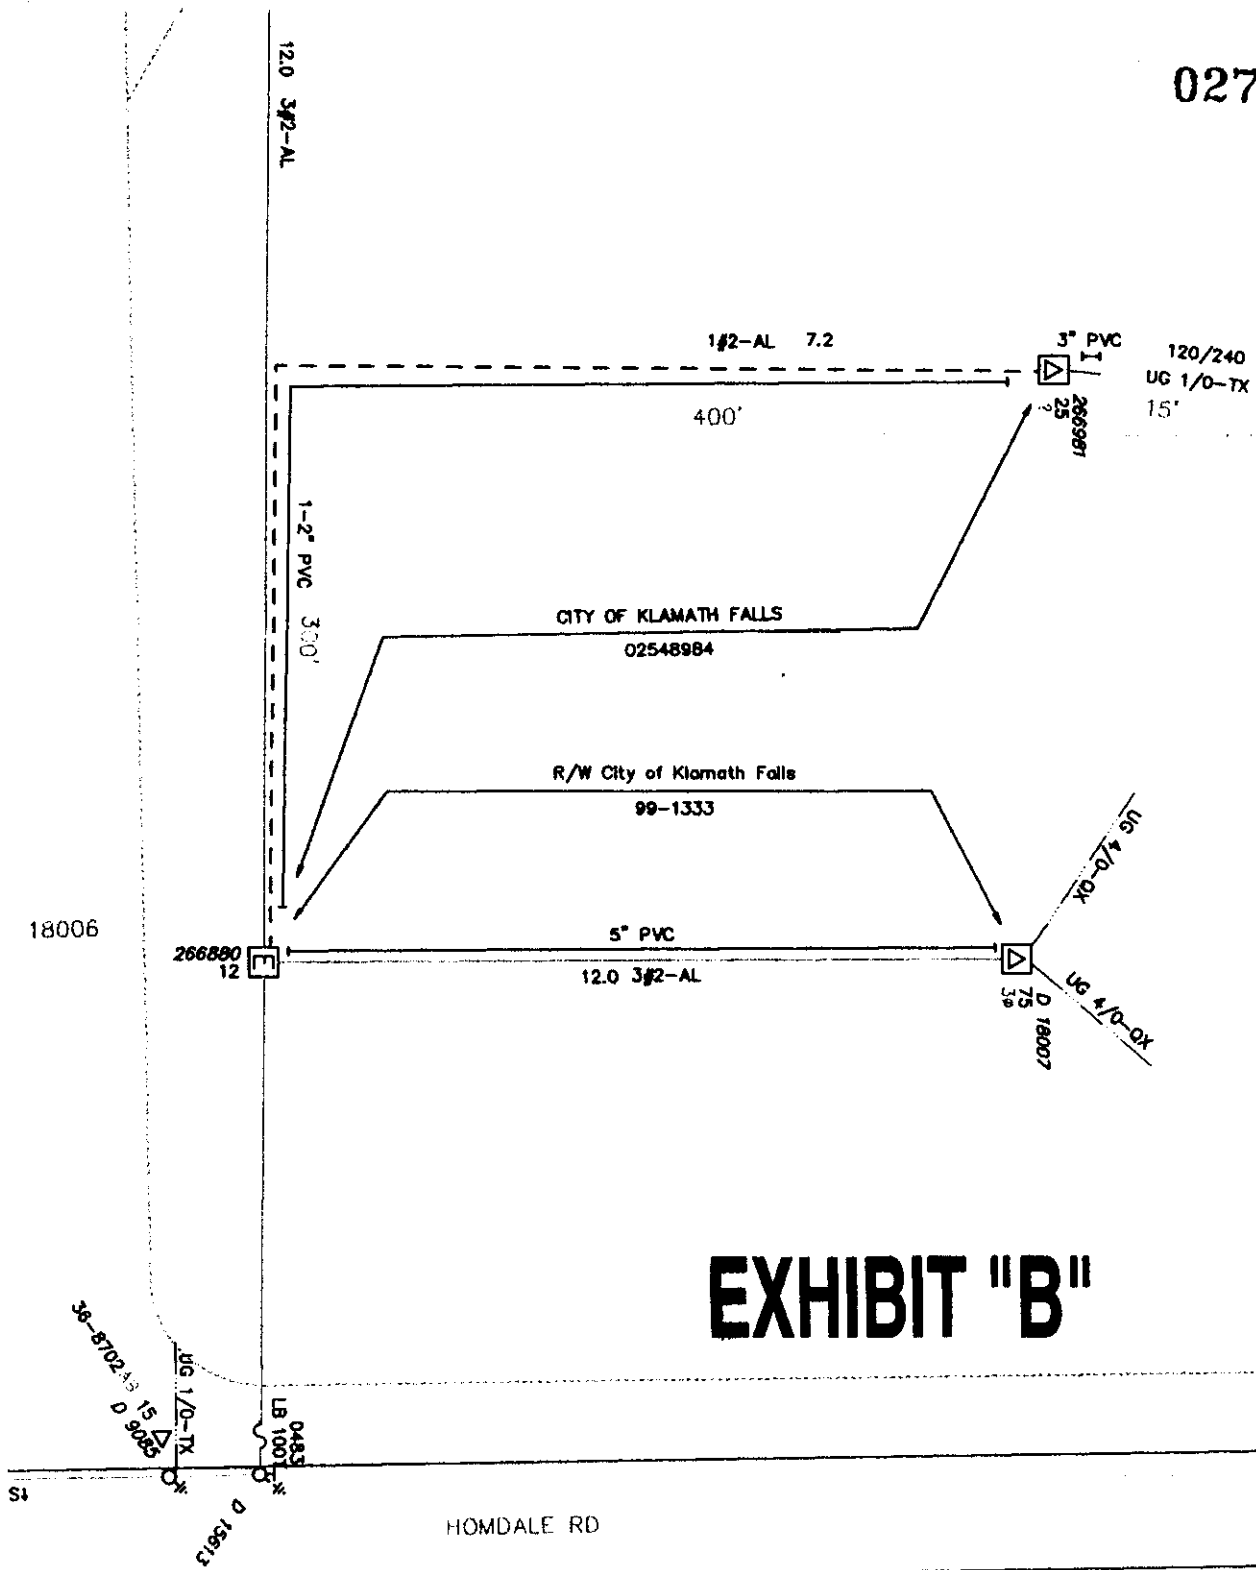 027
12.0 3#2-AL
1#2-AL 7.2
3" PVC
120/240
UG 1/0-TX
15'
400'
266981
25
1-2" PVC 300'
CITY OF KLAMATH FALLS
02548984
R/W City of Klamath Falls
99-1333
UG 4/0-QX
18006
266880
12
5" PVC
12.0 3#2-AL
D 18007
75
UG 4/0-QX
EXHIBIT "B"
36-8702
15
D 9085
UG 1/0-TX
0483
LB 100T
D 15613
HOMDALE RD